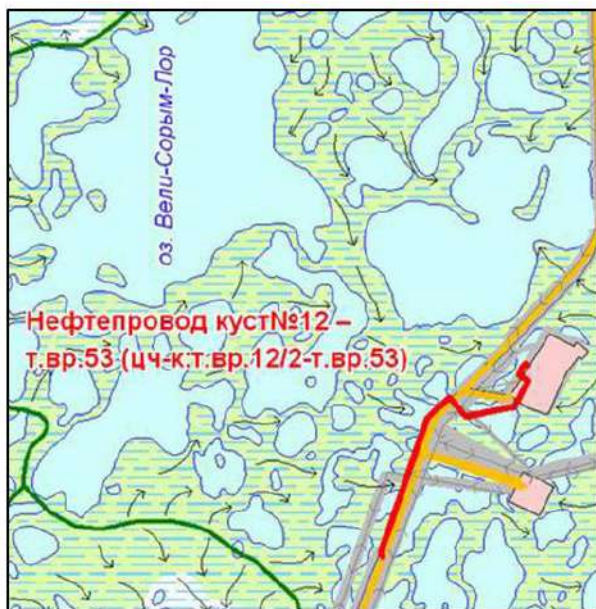 оз. Вели-Сорым-Лор
Нефтепровод куст№12 –
т.вр.53 (цч-к.т.вр.12/2-т.вр.53)